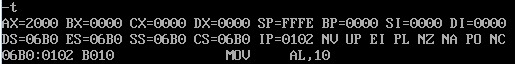 -t
AX=2000 BX=0000 CX=0000 DX=0000 SP=FFFE BP=0000 SI=0000 DI=0000
DS=06B0 ES=06B0 SS=06B0 CS=06B0 IP=0102 NV UP EI PL NZ NA PO NC
06B0:0102 B010 MOV AL,10